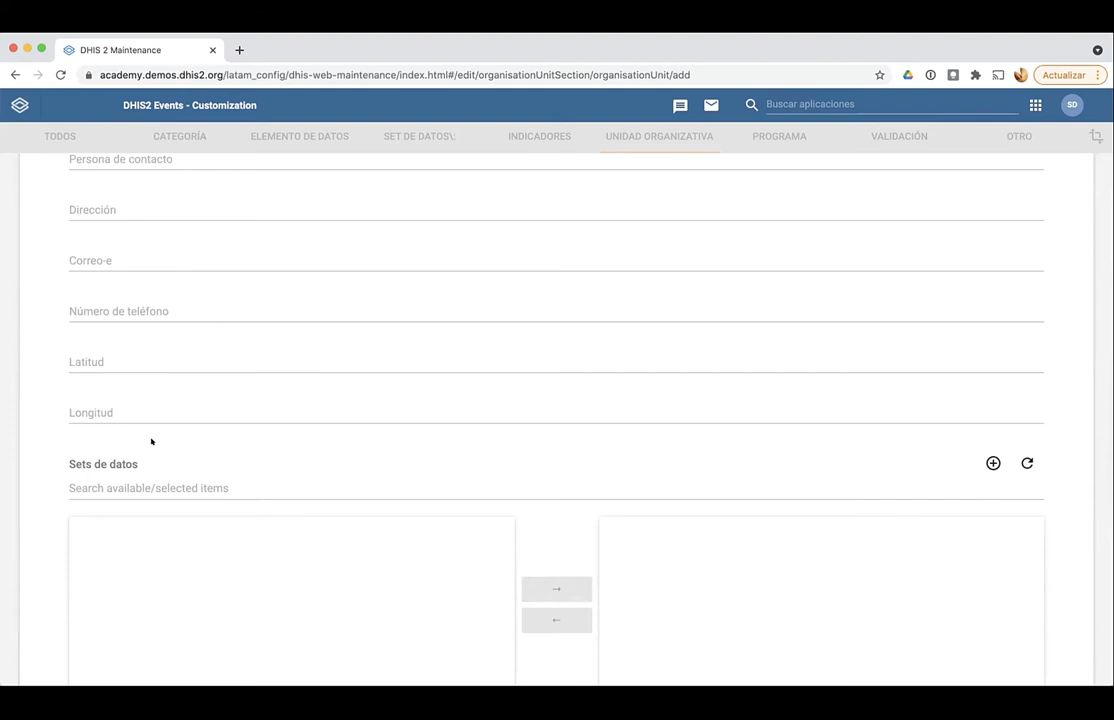 DHIS 2 Maintenance
academy.demos.dhis2.org/latam_config/dhis-web-maintenance/index.html#/edit/organisationUnitSection/organisationUnit/add
Actualizar
DHIS2 Events - Customization
Buscar aplicaciones
SD
TODOS
CATEGORÍA
ELEMENTO DE DATOS
SET DE DATOS\:
INDICADORES
UNIDAD ORGANIZATIVA
PROGRAMA
VALIDACIÓN
OTRO
Persona de contacto
Dirección
Correo-e
Número de teléfono
Latitud
Longitud
Sets de datos
Search available/selected items
→
←